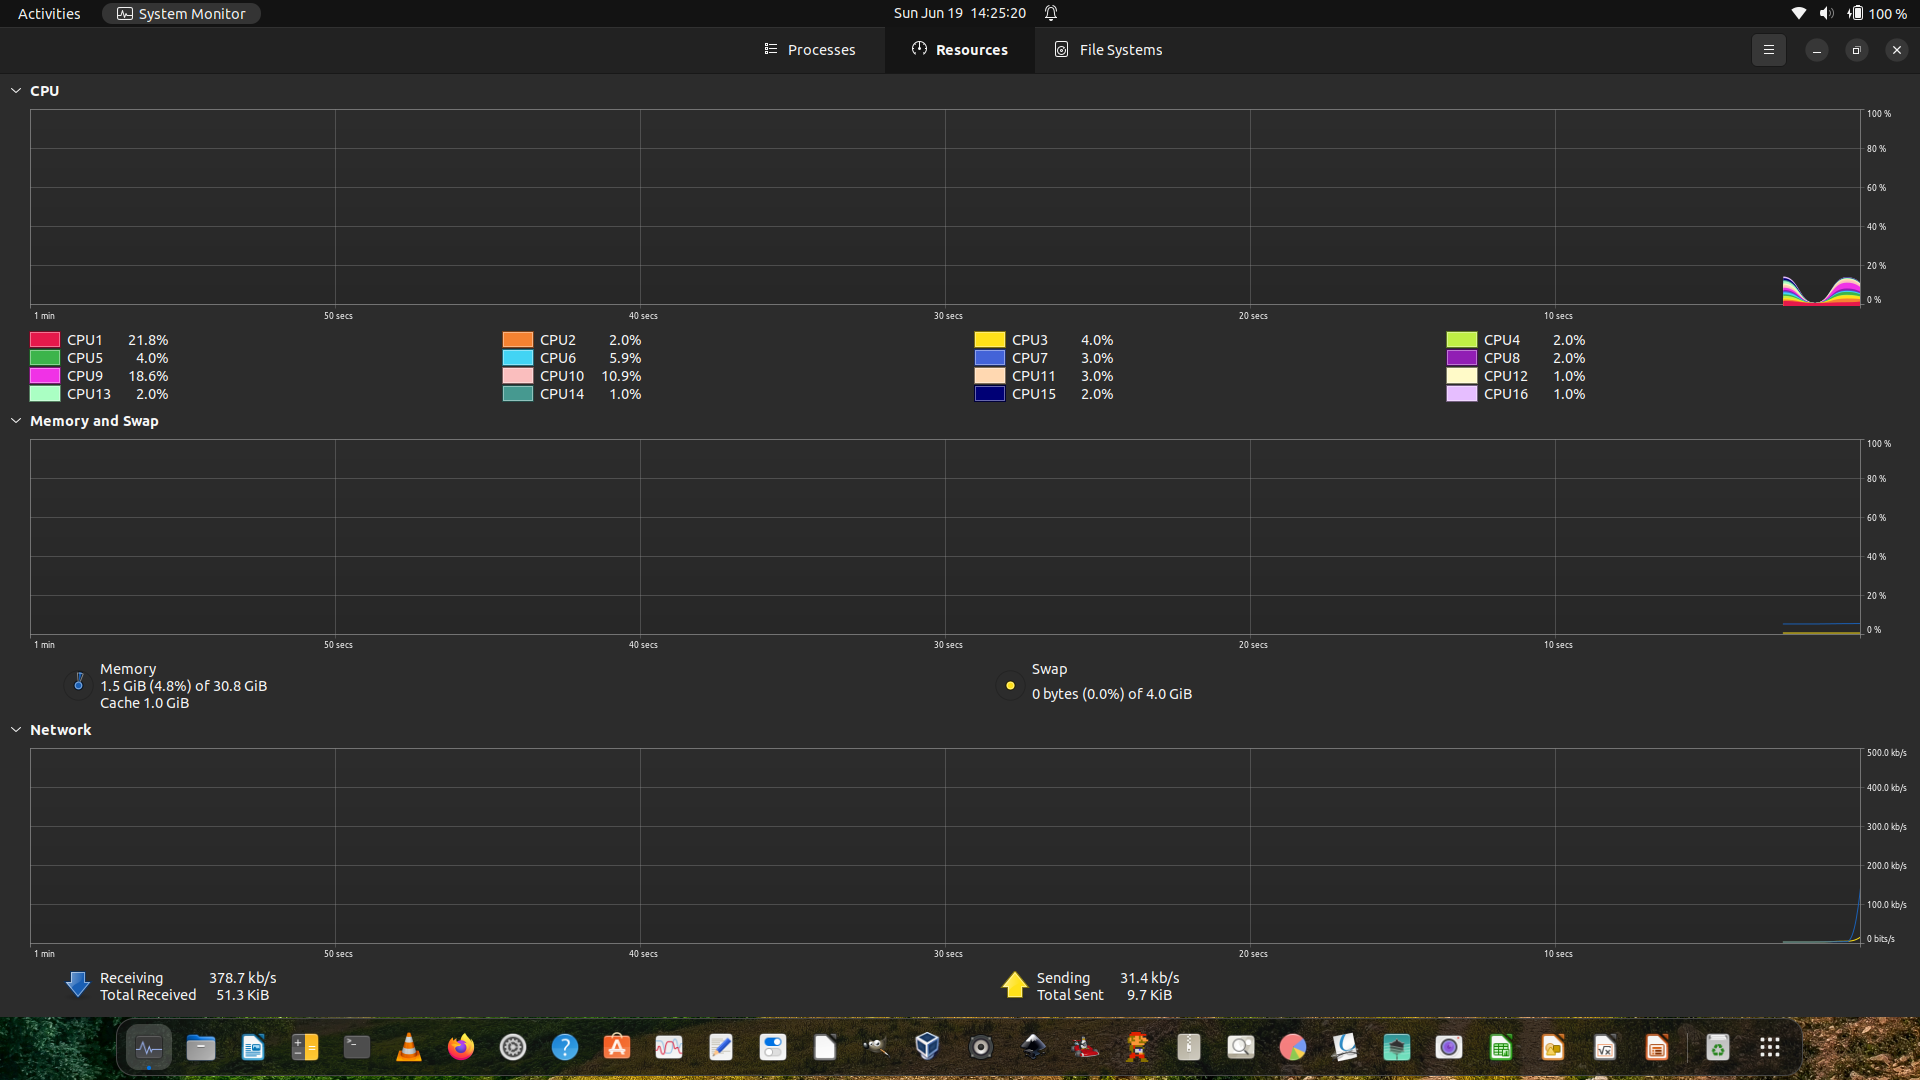 Activities System Monitor Sun Jun 19 14:25:20 100 %
Processes Resources File Systems
CPU
100 %
80 %
60 %
40 %
20 %
0 %
1 min 50 secs 40 secs 30 secs 20 secs 10 secs
CPU1 21.8% CPU2 2.0% CPU3 4.0% CPU4 2.0%
CPU5 4.0% CPU6 5.9% CPU7 3.0% CPU8 2.0%
CPU9 18.6% CPU10 10.9% CPU11 3.0% CPU12 1.0%
CPU13 2.0% CPU14 1.0% CPU15 2.0% CPU16 1.0%
Memory and Swap
100 %
80 %
60 %
40 %
20 %
0 %
1 min 50 secs 40 secs 30 secs 20 secs 10 secs
Memory
1.5 GiB (4.8%) of 30.8 GiB
Cache 1.0 GiB
Swap
0 bytes (0.0%) of 4.0 GiB
Network
500.0 kb/s
400.0 kb/s
300.0 kb/s
200.0 kb/s
100.0 kb/s
0 bits/s
1 min 50 secs 40 secs 30 secs 20 secs 10 secs
Receiving 378.7 kb/s
Total Received 51.3 KiB
Sending 31.4 kb/s
Total Sent 9.7 KiB